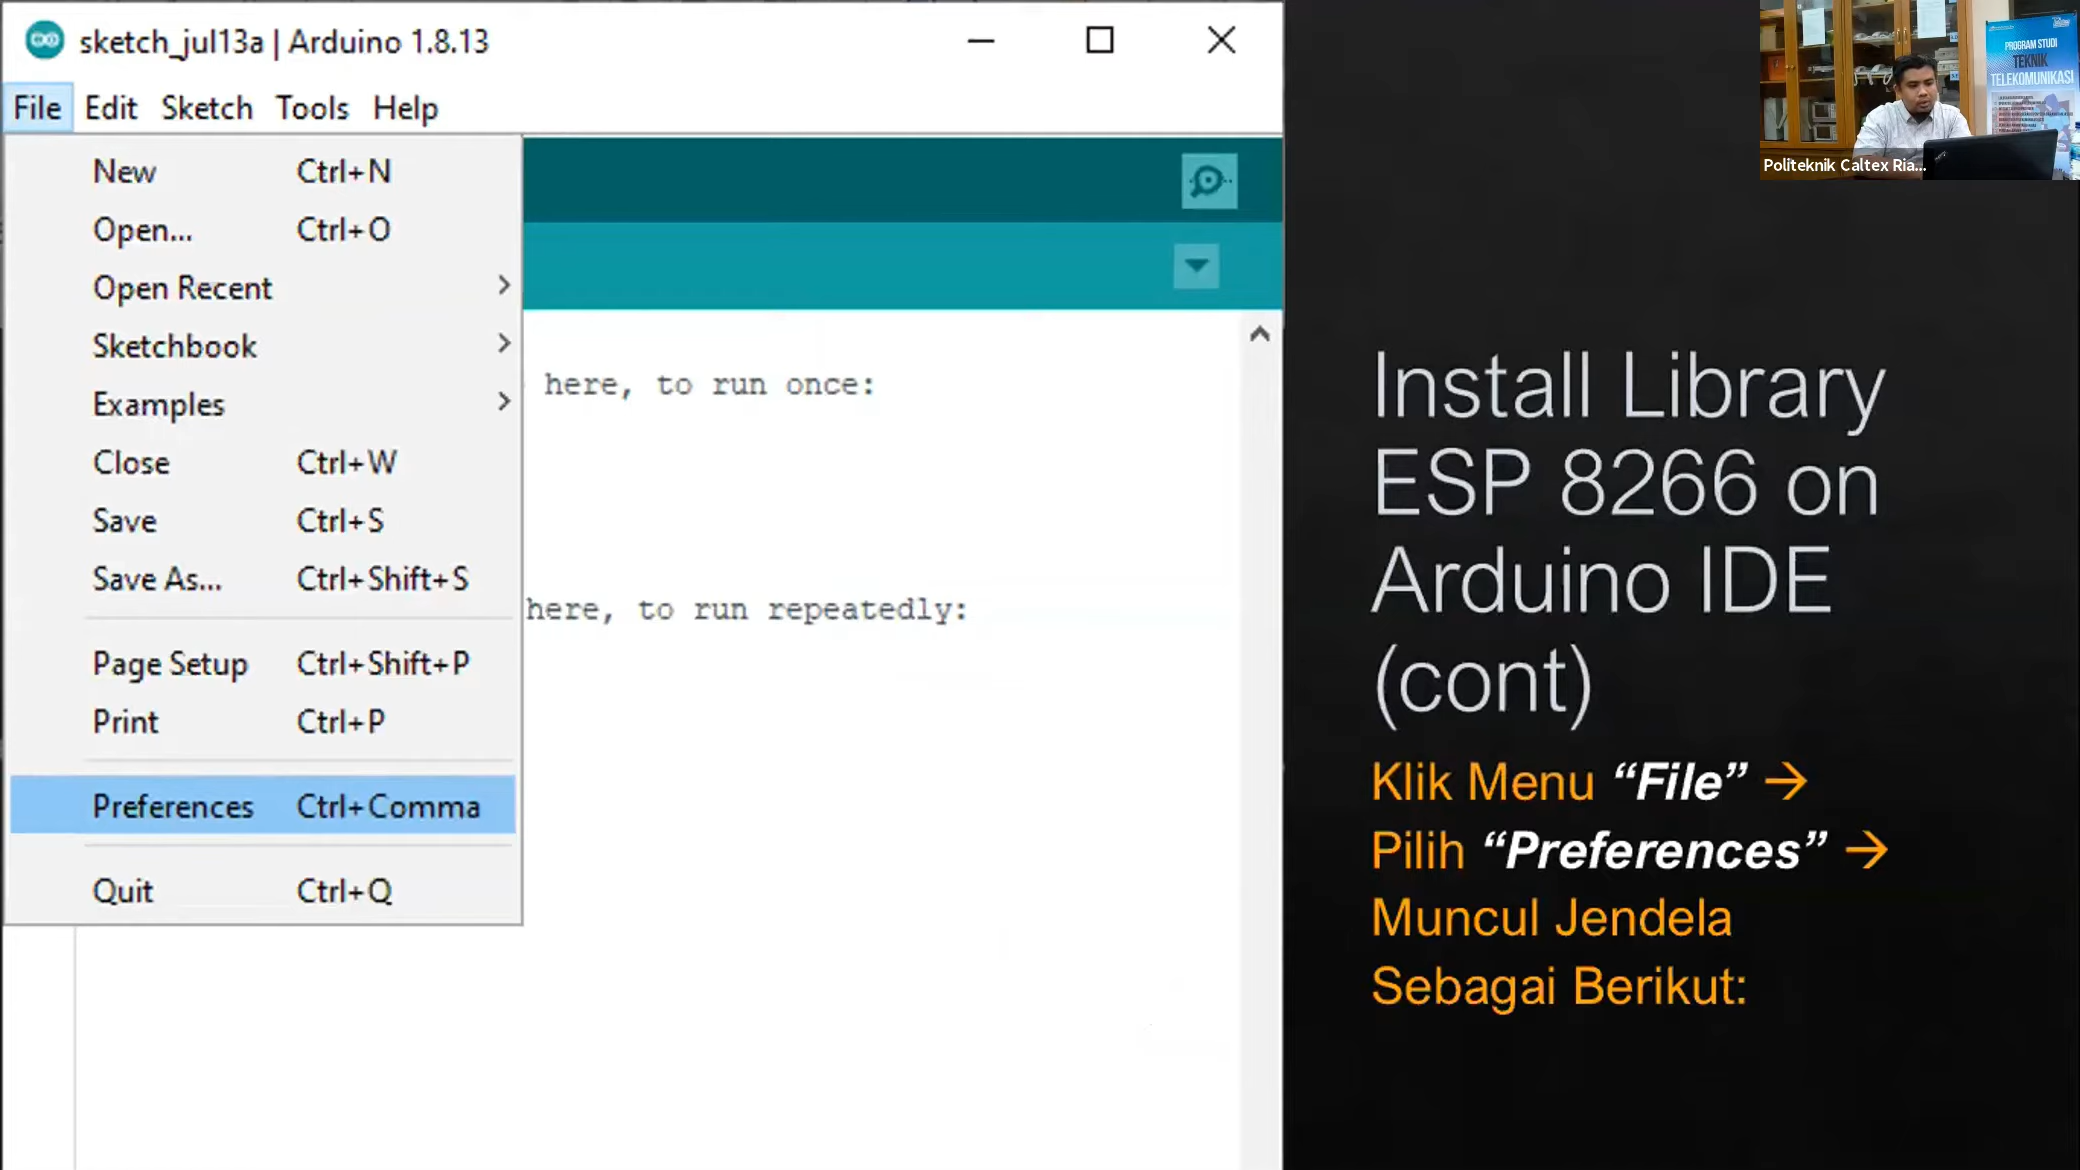 sketch_jul13a | Arduino 1.8.13
File Edit Sketch Tools Help
New Ctrl+N
Open... Ctrl+O
Open Recent
Sketchbook
Examples
Close Ctrl+W
Save Ctrl+S
Save As... Ctrl+Shift+S
Page Setup Ctrl+Shift+P
Print Ctrl+P
Preferences Ctrl+Comma
Quit Ctrl+Q
here, to run once:
here, to run repeatedly:
PROGRAM STUDI
TEKNIK
TELEKOMUNIKASI
Politeknik Caltex Ria...
Install Library
ESP 8266 on
Arduino IDE
(cont)
Klik Menu “File” →
Pilih “Preferences” →
Muncul Jendela
Sebagai Berikut: